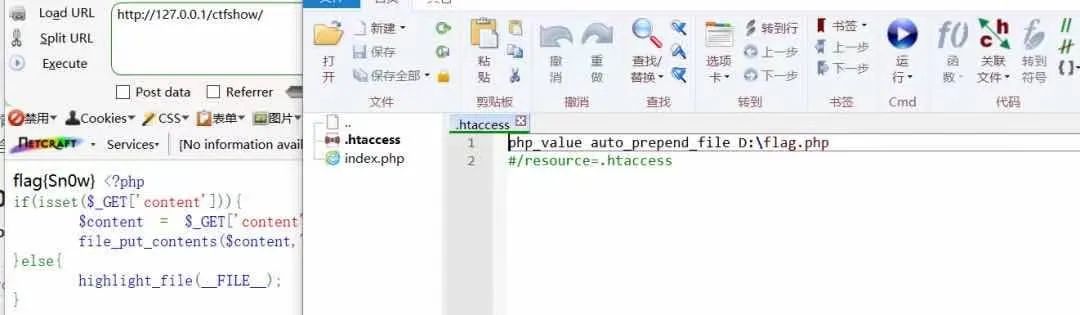 Load URL
http://127.0.0.1/ctfshow/
Split URL
Execute
Post data
Referrer
禁用▾
Cookies▾
CSS▾
表单▾
图片▾
NETCRAFT
Services▾
[No information avail
flag{Sn0w} <?php
if(isset($_GET['content'])){
$content = $_GET['content'
file_put_contents($content,'
}else{
highlight_file(__FILE__);
}
打开
新建▾
保存
保存全部▾
文件
粘贴
剪贴板
撤消
重做
撤消
查找/替换▾
查找
选项卡▾
转到行
上一步
下一步
转到
书签▾
上一步
下一步
书签
运行▾
Cmd
函数▾
关联文件▾
转到符号
代码
..
.htaccess
index.php
.htaccess
1
php_value auto_prepend_file D:\flag.php
2
#/resource=.htaccess